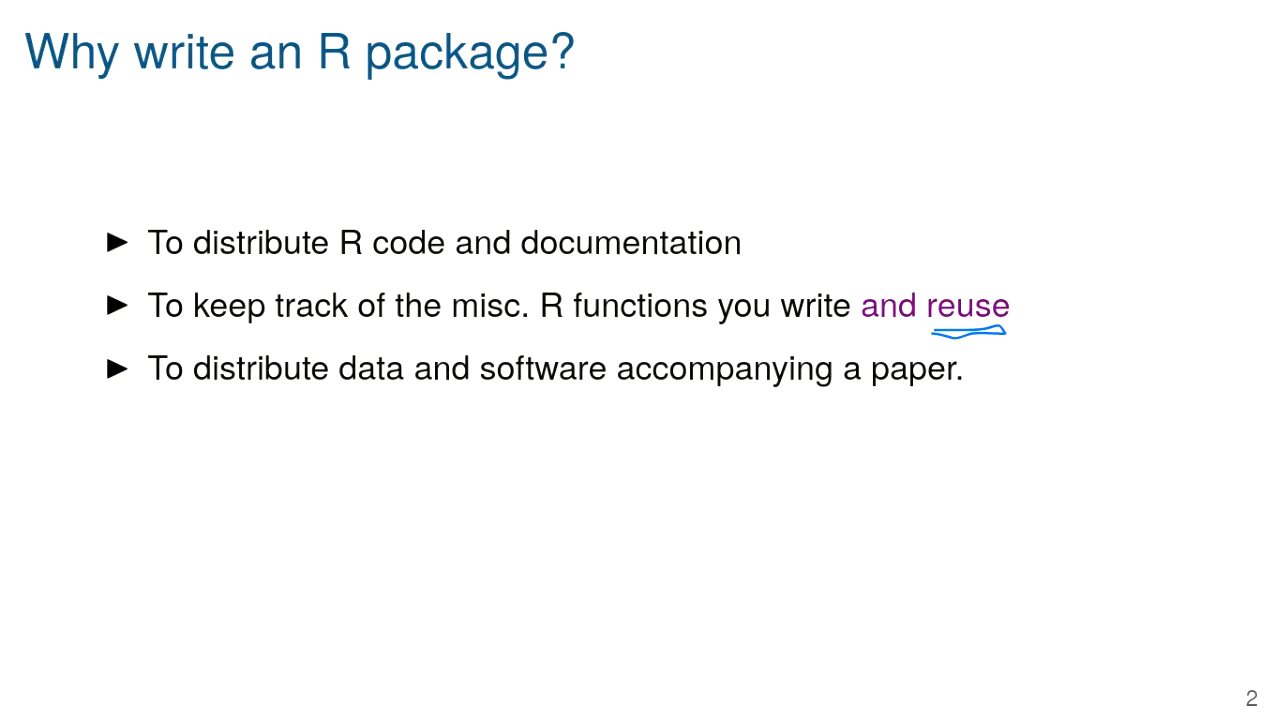 Why write an R package?
▶ To distribute R code and documentation
▶ To keep track of the misc. R functions you write and reuse
▶ To distribute data and software accompanying a paper.
2